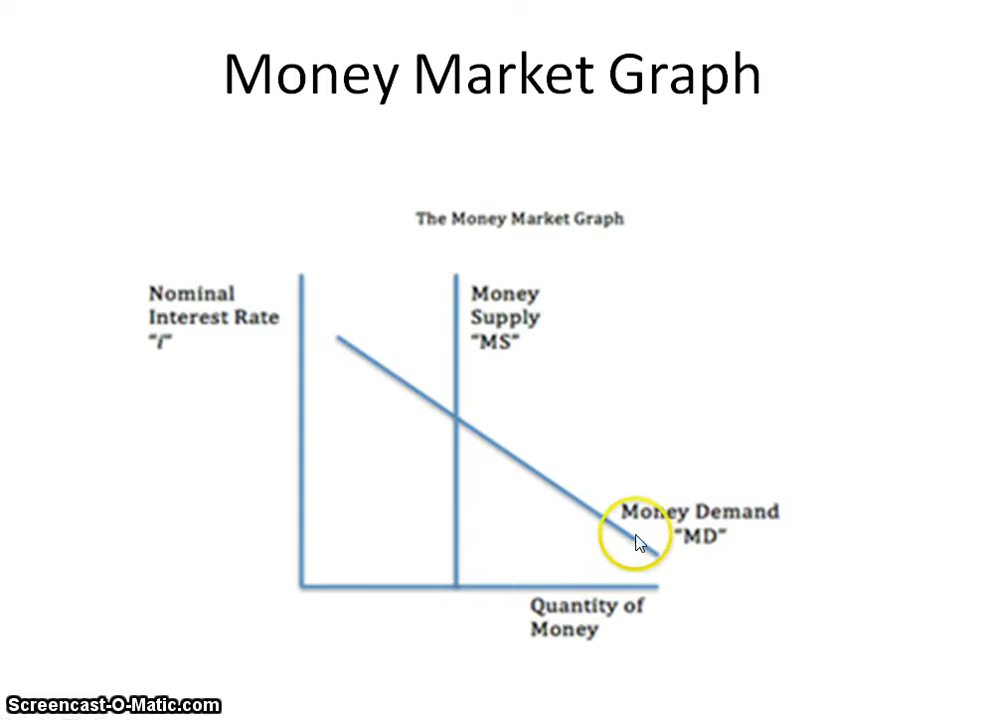 Money Market Graph
The Money Market Graph
Nominal
Interest Rate
"i"
Money
Supply
"MS"
Money Demand
"MD"
Quantity of
Money
Screencast-O-Matic.com